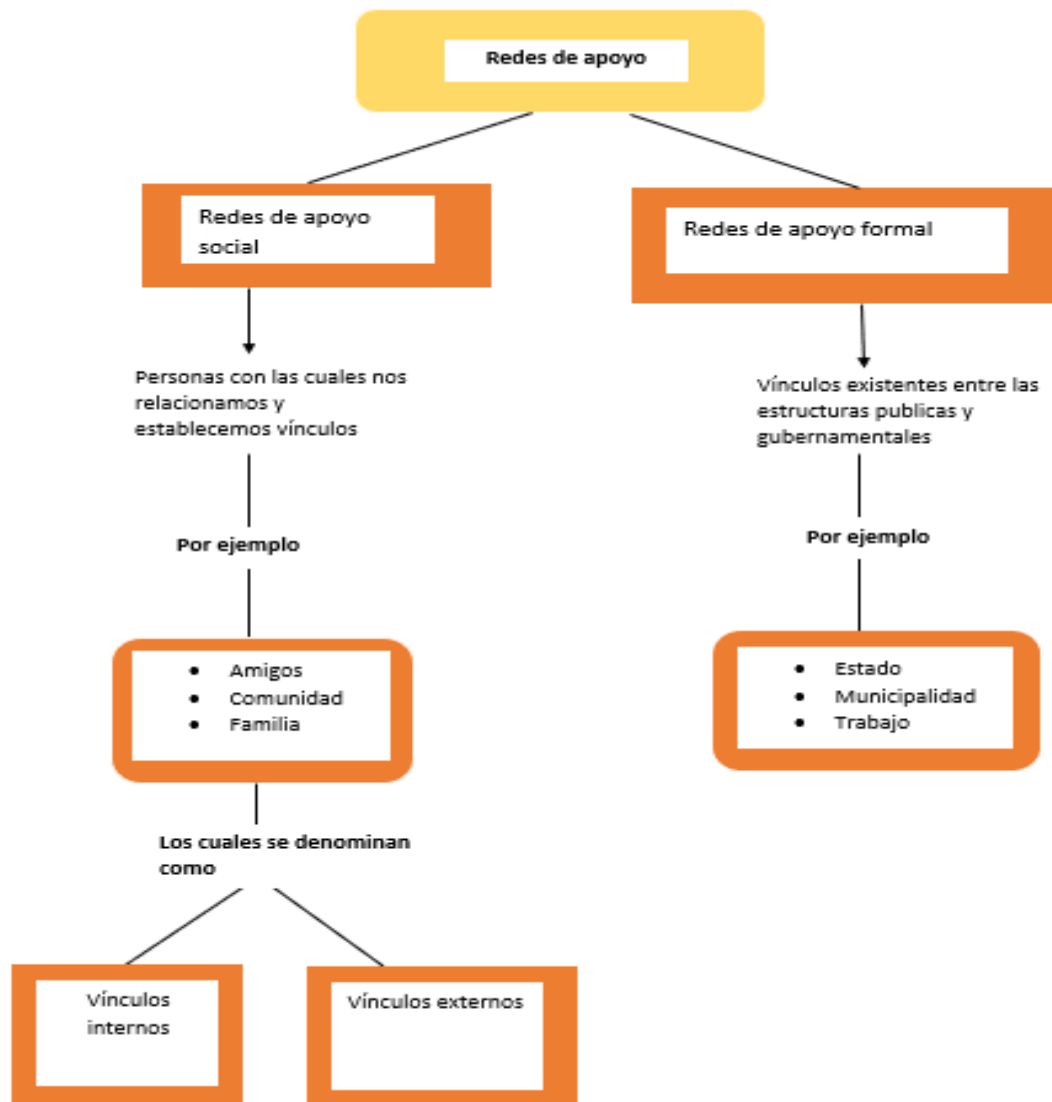 Redes de apoyo
Redes de apoyo
social
Personas con las cuales nos
relacionamos y
establecemos vínculos
Por ejemplo
• Amigos
• Comunidad
• Familia
Los cuales se denominan
como
Vínculos
internos
Vínculos externos
Redes de apoyo formal
Vínculos existentes entre las
estructuras publicas y
gubernamentales
Por ejemplo
• Estado
• Municipalidad
• Trabajo